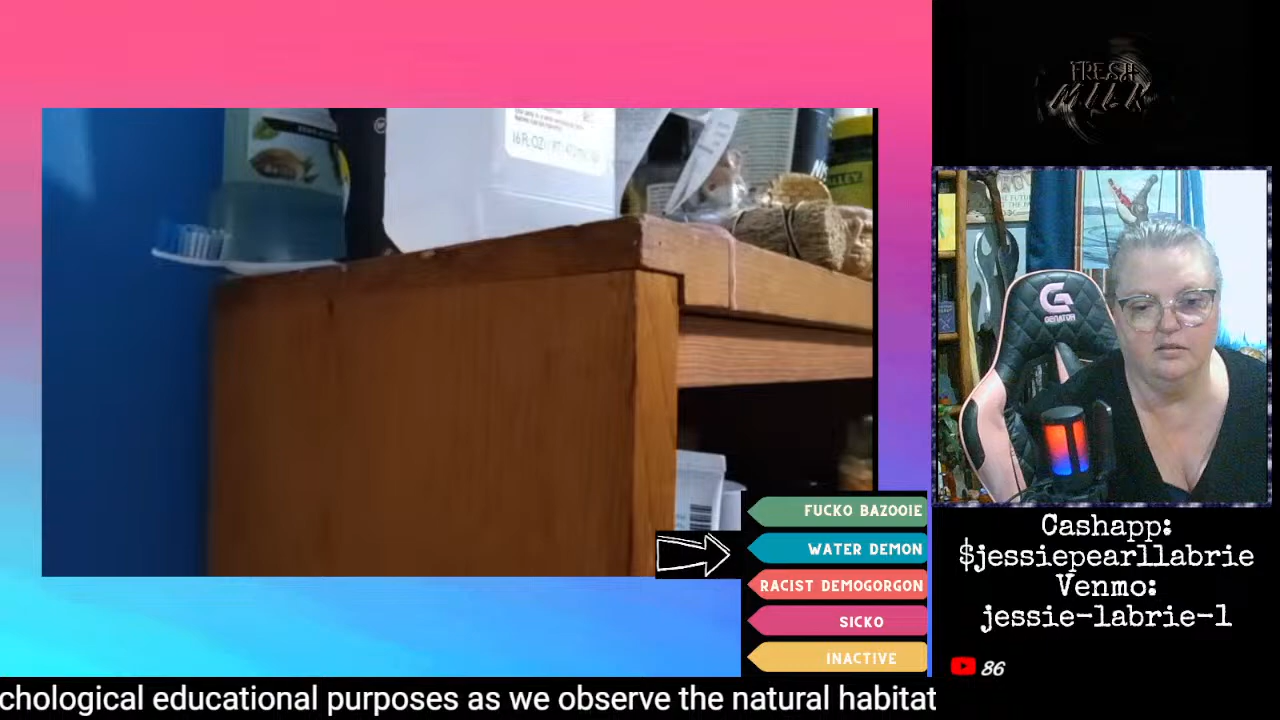 16 FL OZ
FRESH
MILK
GTRACING
FUCKO BAZOOIE
WATER DEMON
RACIST DEMOGORGON
SICKO
INACTIVE
Cashapp:
$jessiepearllabrie
Venmo:
jessie-labrie-1
86
chological educational purposes as we observe the natural habitat